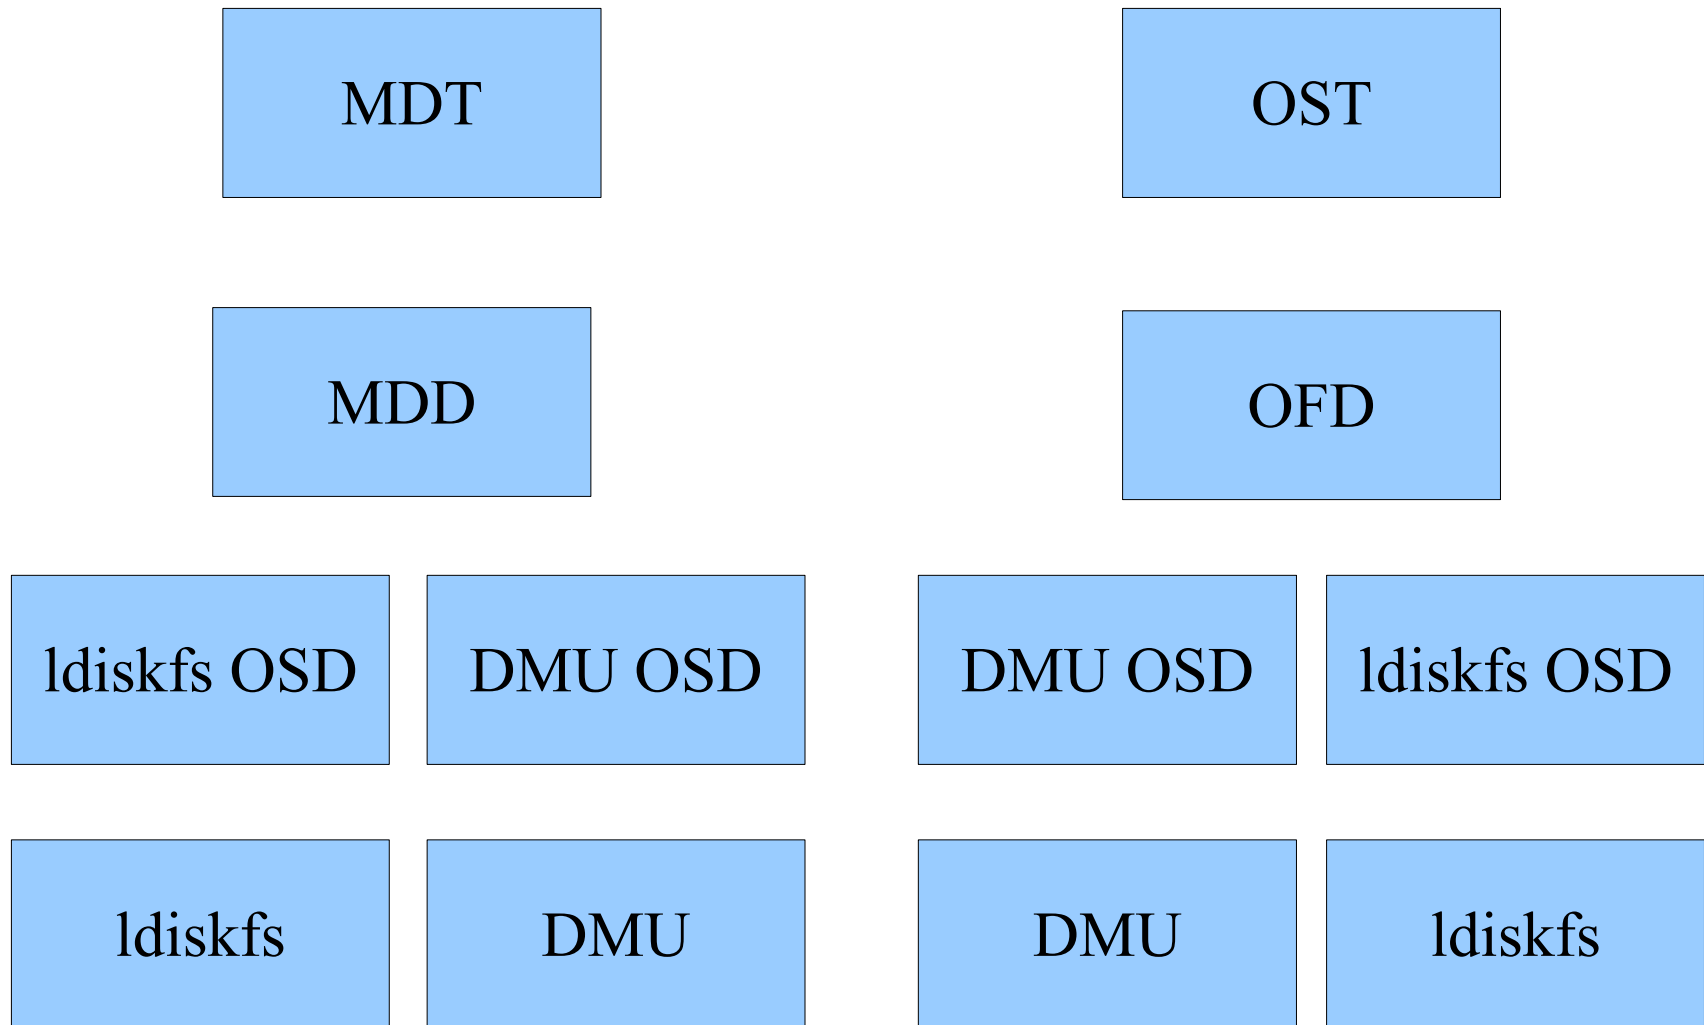 MDT
OST
MDD
OFD
ldiskfs OSD
DMU OSD
DMU OSD
ldiskfs OSD
ldiskfs
DMU
DMU
ldiskfs